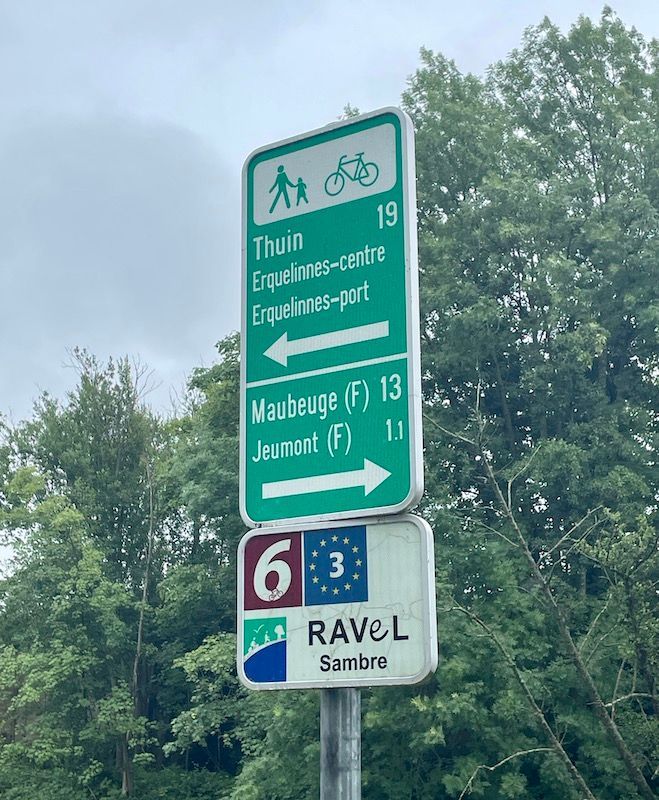 Thuin 19
Erquelinnes-centre
Erquelinnes-port
Maubeuge (F) 13
Jeumont (F) 1.1
6 3
RAVeL
Sambre